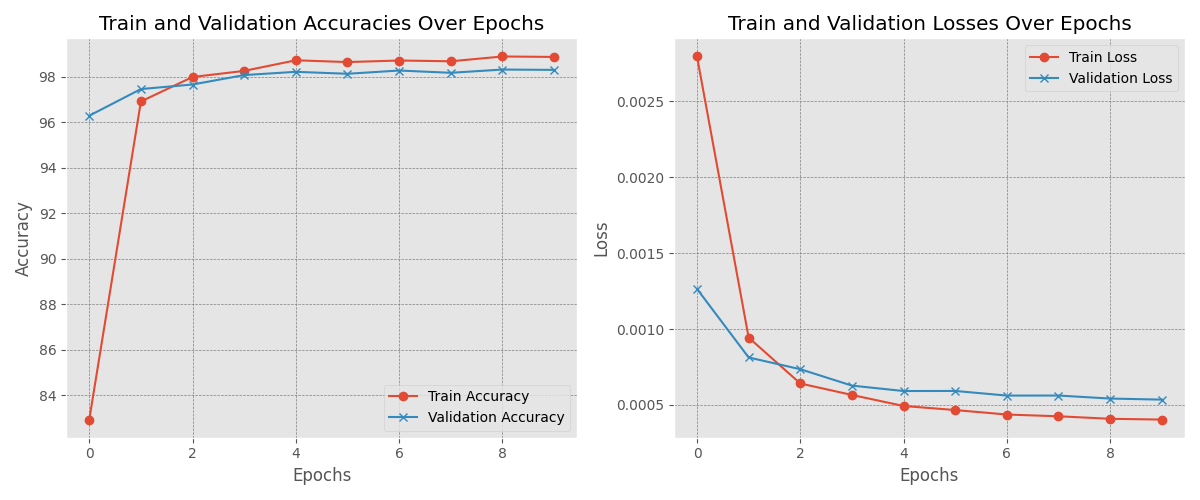 Train and Validation Accuracies Over Epochs
Accuracy
98
96
94
92
90
88
86
84
0
2
4
6
8
Epochs
Train Accuracy
Validation Accuracy
Train and Validation Losses Over Epochs
Loss
0.0025
0.0020
0.0015
0.0010
0.0005
0
2
4
6
8
Epochs
Train Loss
Validation Loss